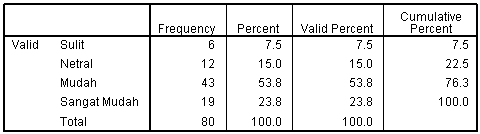 Frequency Percent Valid Percent Cumulative Percent
Valid Sulit 6 7.5 7.5 7.5
Netral 12 15.0 15.0 22.5
Mudah 43 53.8 53.8 76.3
Sangat Mudah 19 23.8 23.8 100.0
Total 80 100.0 100.0